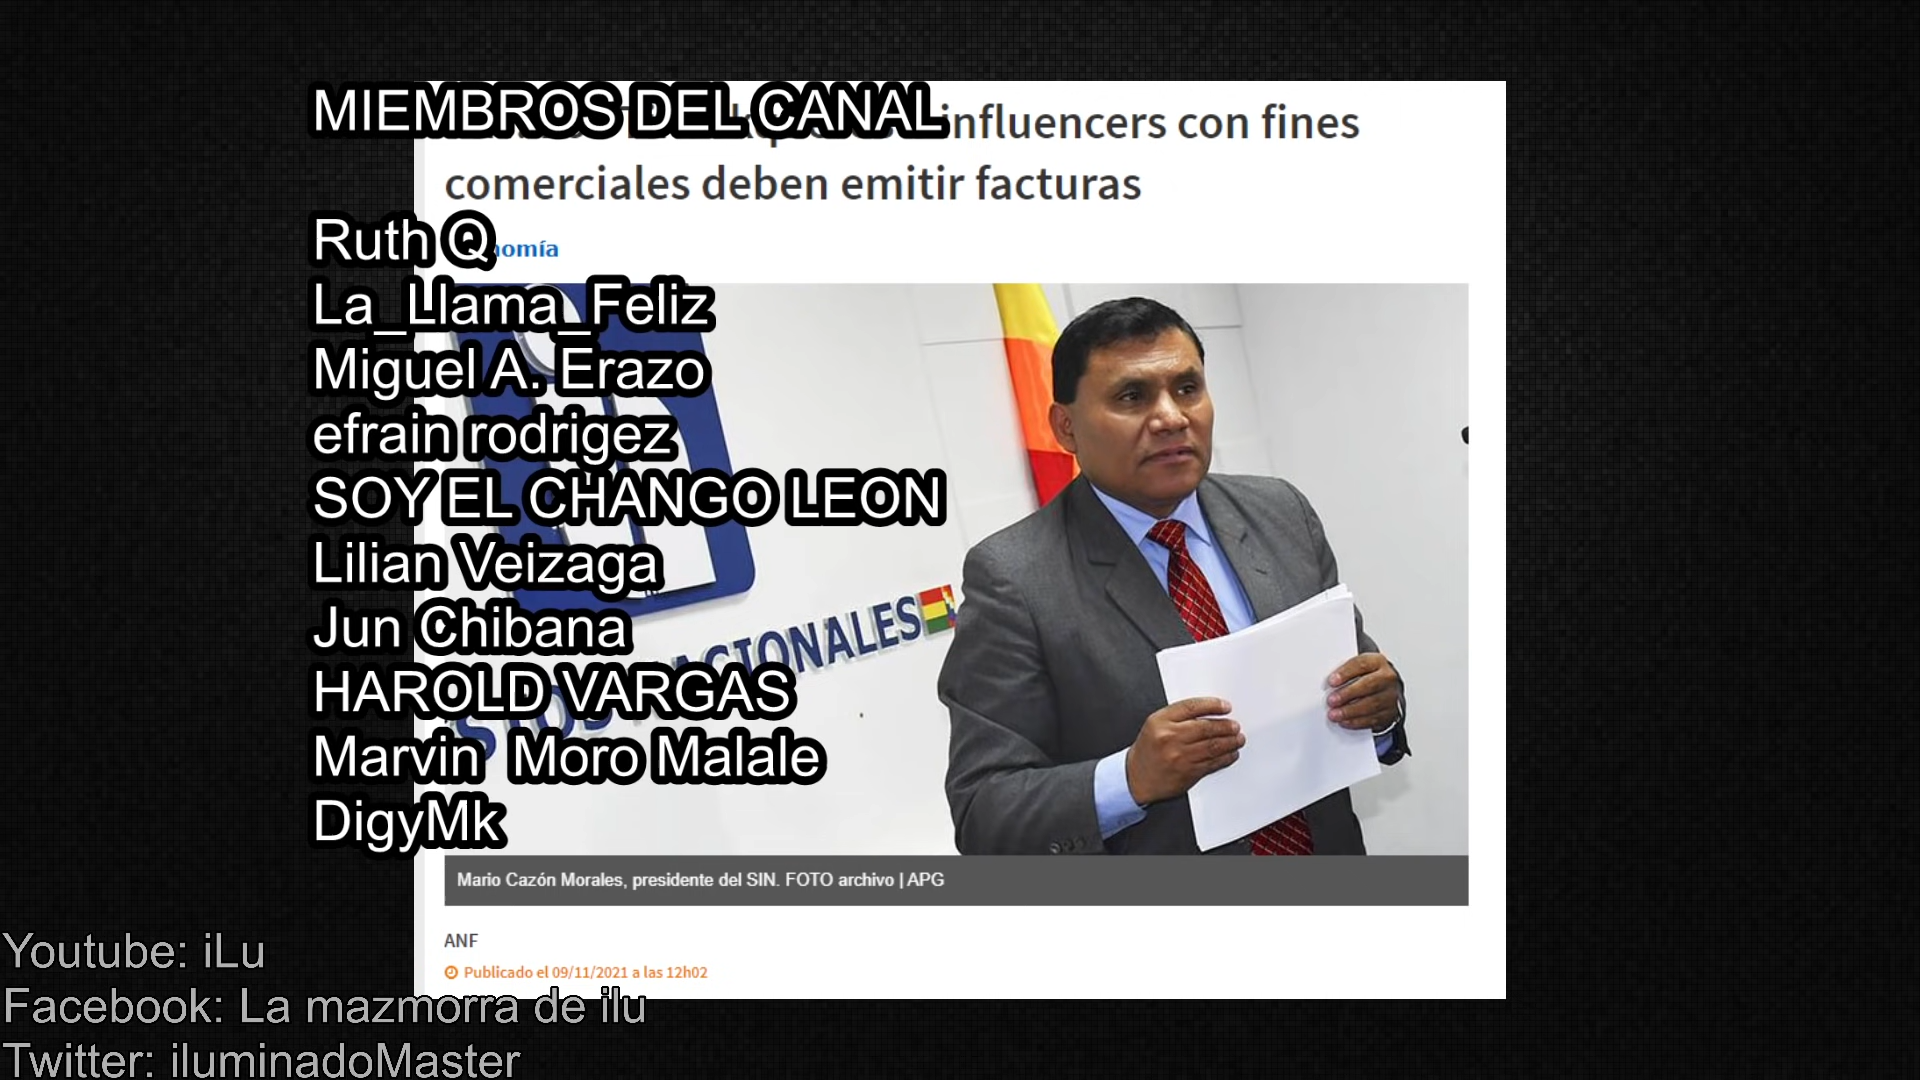 MIEMBROS DEL CANAL
influencers con fines
comerciales deben emitir facturas
Ruth Q
La_Llama_Feliz
Miguel A. Erazo
efrain rodrigez
SOY EL CHANGO LEON
Lilian Veizaga
Jun Chibana
HAROLD VARGAS
Marvin  Moro Malale
DigyMk
Mario Cazón Morales, presidente del SIN. FOTO archivo | APG
ANF
Publicado el 09/11/2021 a las 12h02
Youtube: iLu
Facebook: La mazmorra de ilu
Twitter: iluminadoMaster